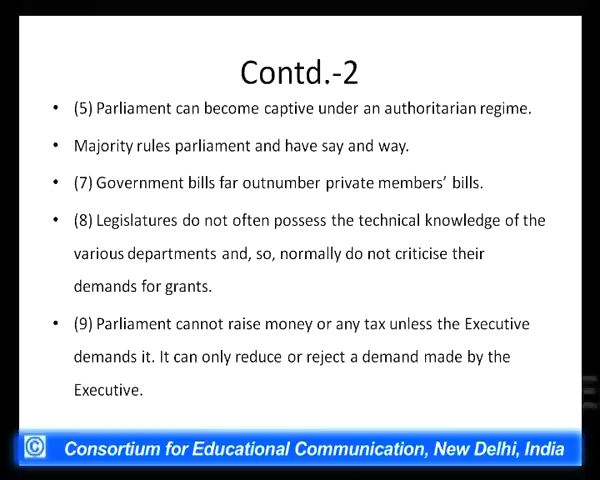 Contd.-2
• (5) Parliament can become captive under an authoritarian regime.
• Majority rules parliament and have say and way.
• (7) Government bills far outnumber private members’ bills.
• (8) Legislatures do not often possess the technical knowledge of the
various departments and, so, normally do not criticise their
demands for grants.
• (9) Parliament cannot raise money or any tax unless the Executive
demands it. It can only reduce or reject a demand made by the
Executive.
© Consortium for Educational Communication, New Delhi, India